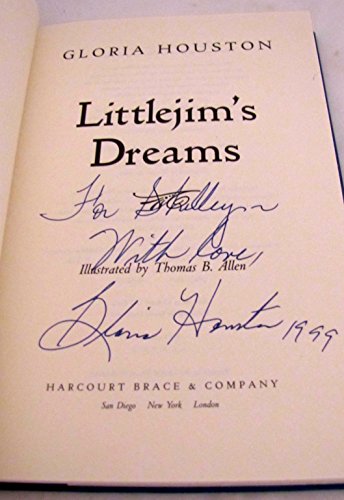 GLORIA HOUSTON
Littlejim's
Dreams
For
With love,
Illustrated by Thomas B. Allen
Gloria Houston 1999
HARCOURT BRACE & COMPANY
San Diego New York London